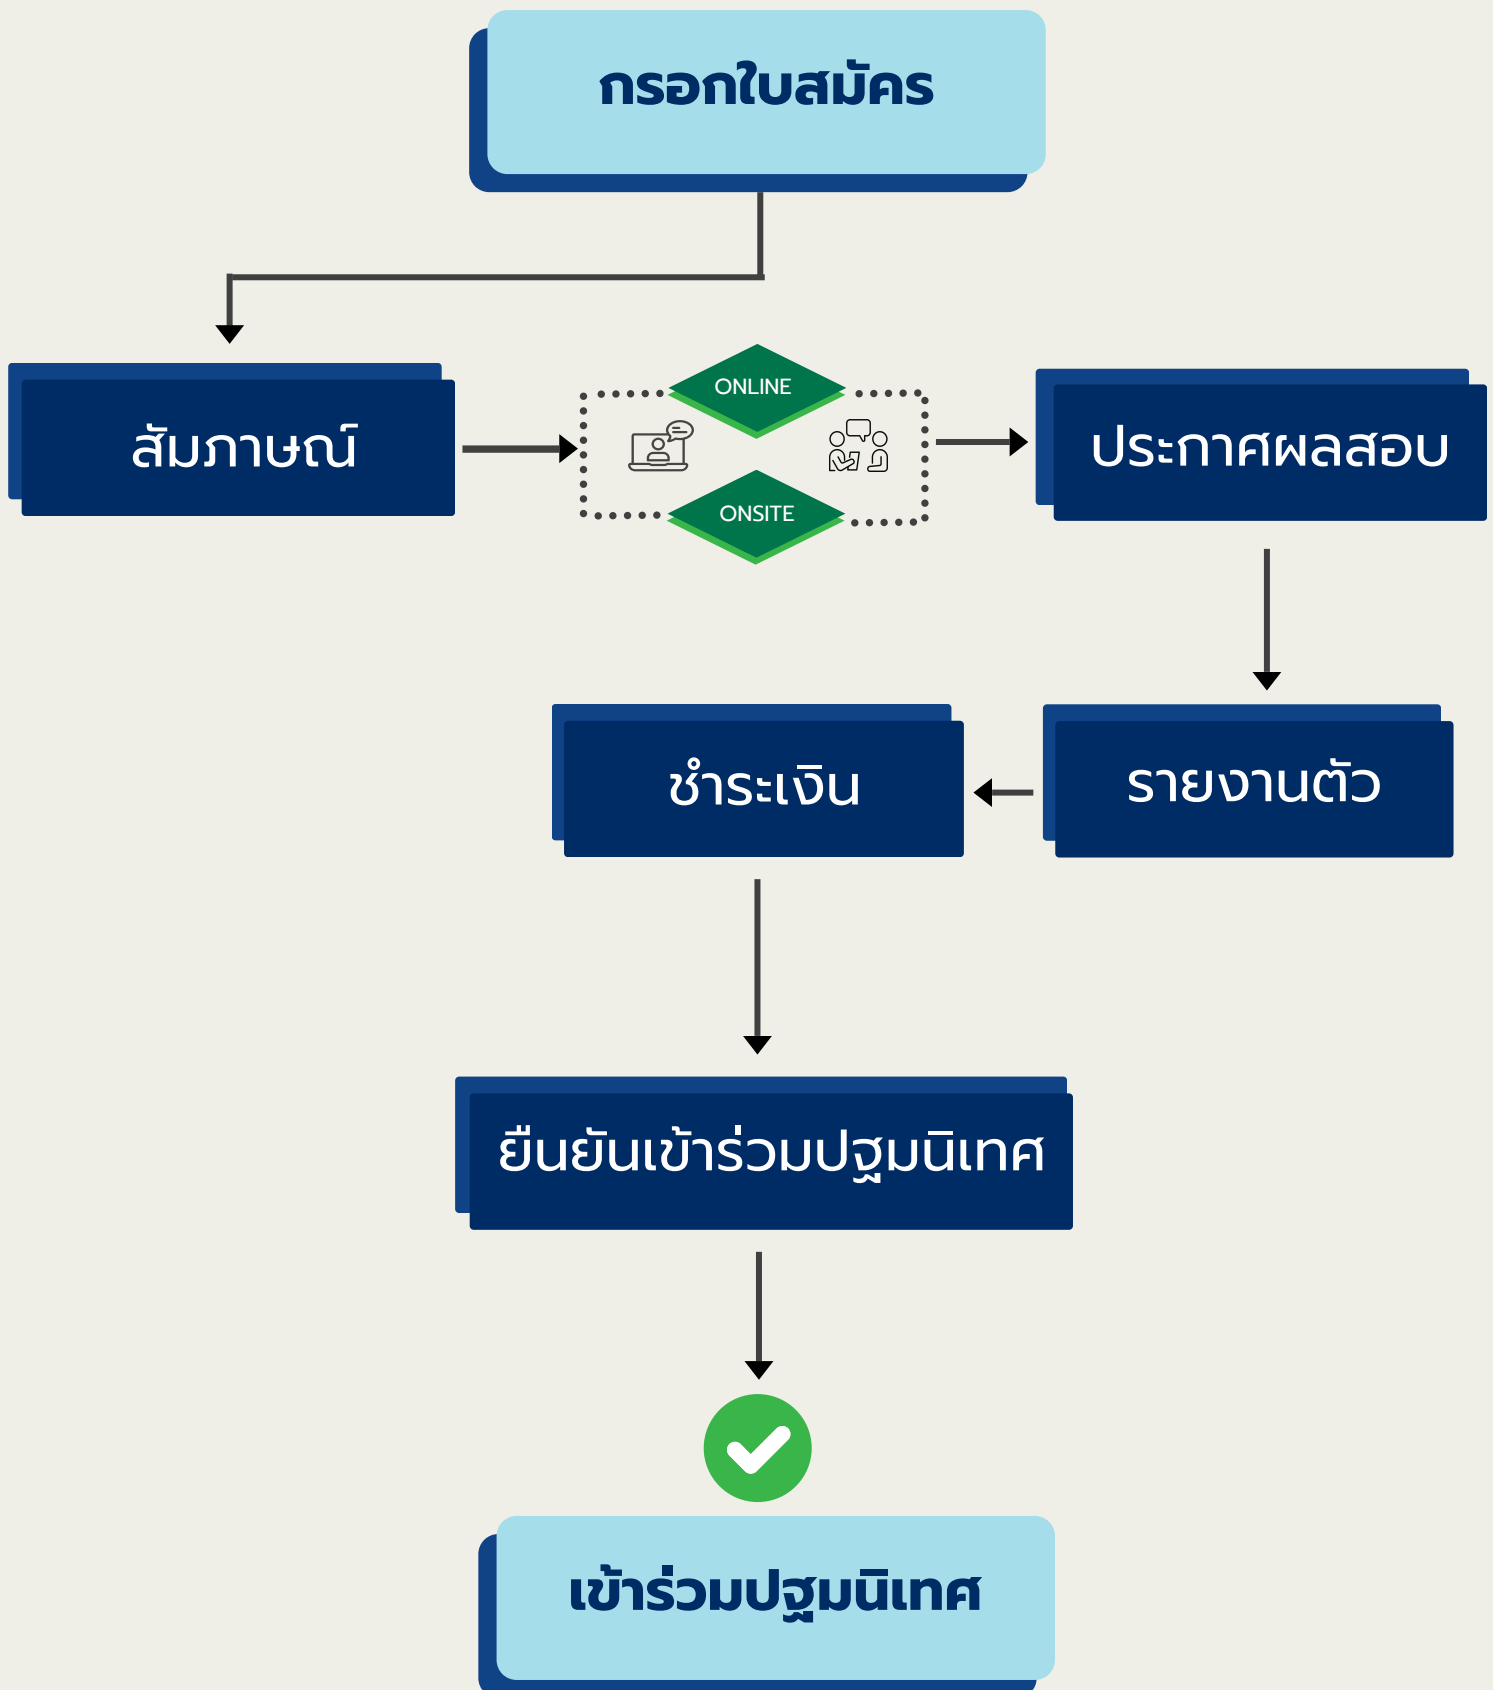 กรอกใบสมัคร
สัมภาษณ์
ONLINE
ONSITE
ประกาศผลสอบ
รายงานตัว
ชำระเงิน
ยืนยันเข้าร่วมปฐมนิเทศ
เข้าร่วมปฐมนิเทศ